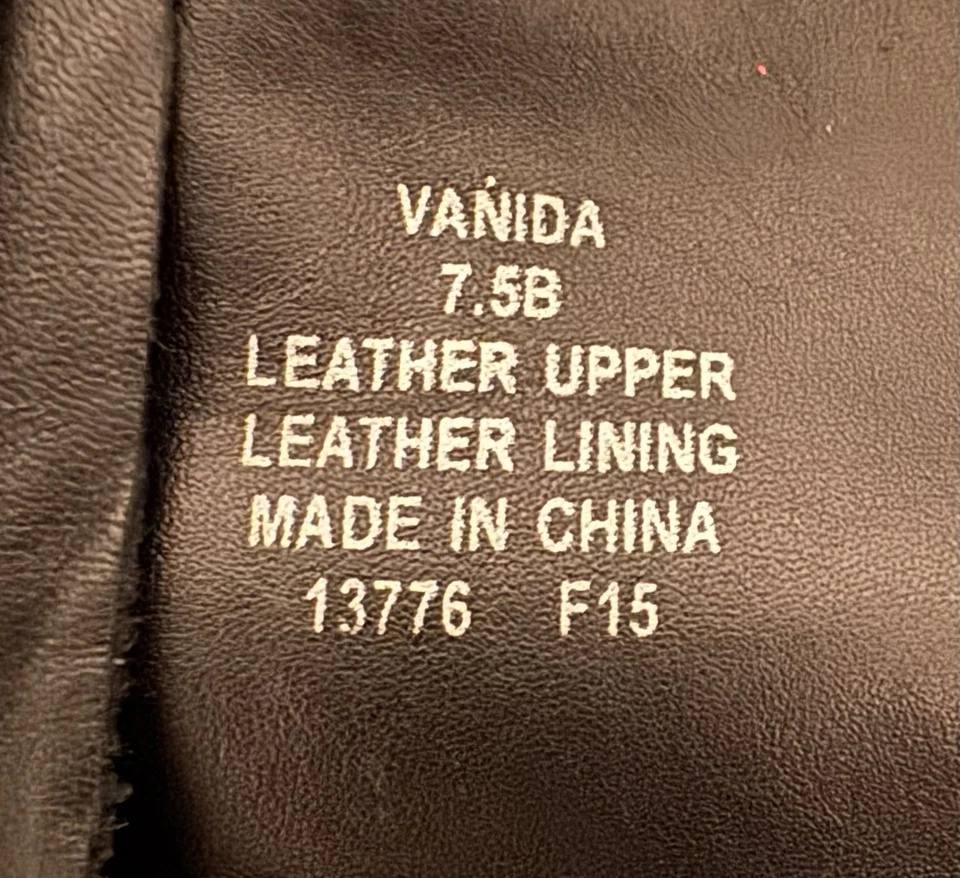 VANIDA
7.5B
LEATHER UPPER
LEATHER LINING
MADE IN CHINA
13776 F15